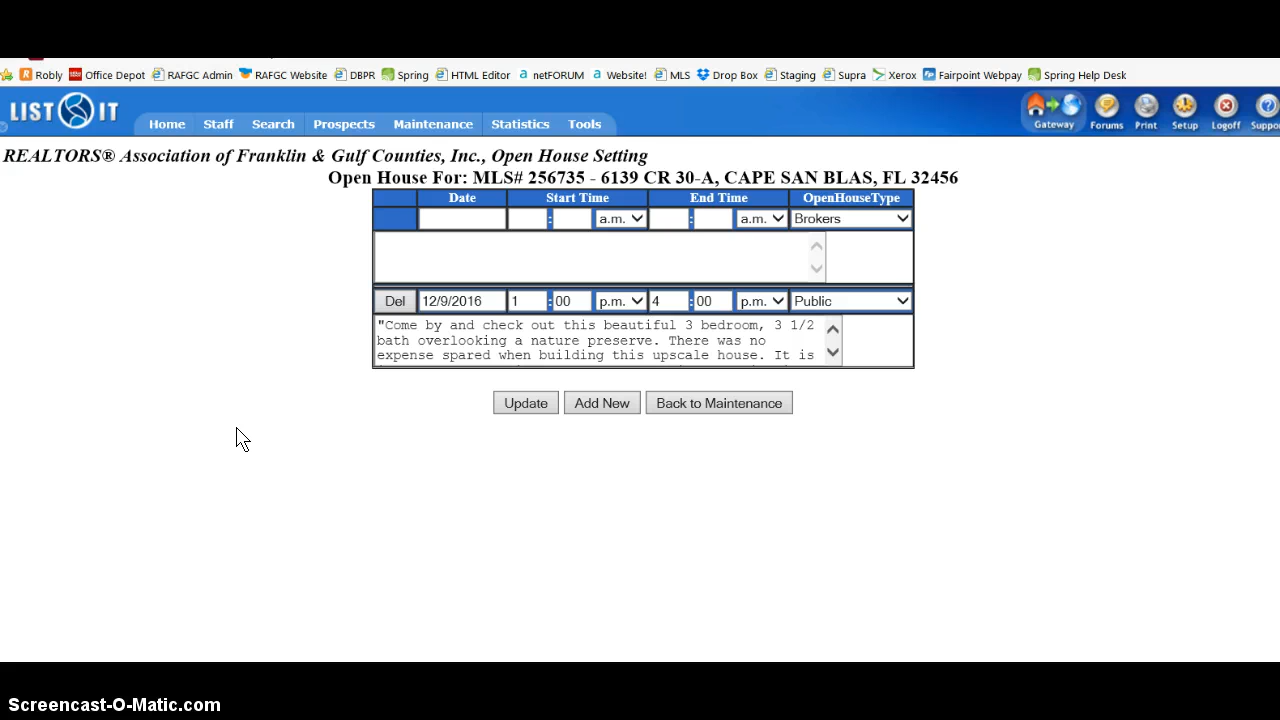 Robly Office Depot RAFGC Admin RAFGC Website DBPR Spring HTML Editor netFORUM Website! MLS Drop Box Staging Supra Xerox Fairpoint Webpay Spring Help Desk
LIST IT
Home Staff Search Prospects Maintenance Statistics Tools
Gateway Forums Print Setup Logoff Suppo
REALTORS® Association of Franklin & Gulf Counties, Inc., Open House Setting
Open House For: MLS# 256735 - 6139 CR 30-A, CAPE SAN BLAS, FL 32456
Date Start Time End Time OpenHouseType
: a.m. : a.m. Brokers
Del 12/9/2016 1 :00 p.m. 4 :00 p.m. Public
"Come by and check out this beautiful 3 bedroom, 3 1/2
bath overlooking a nature preserve. There was no
expense spared when building this upscale house. It is
Update Add New Back to Maintenance
Screencast-O-Matic.com